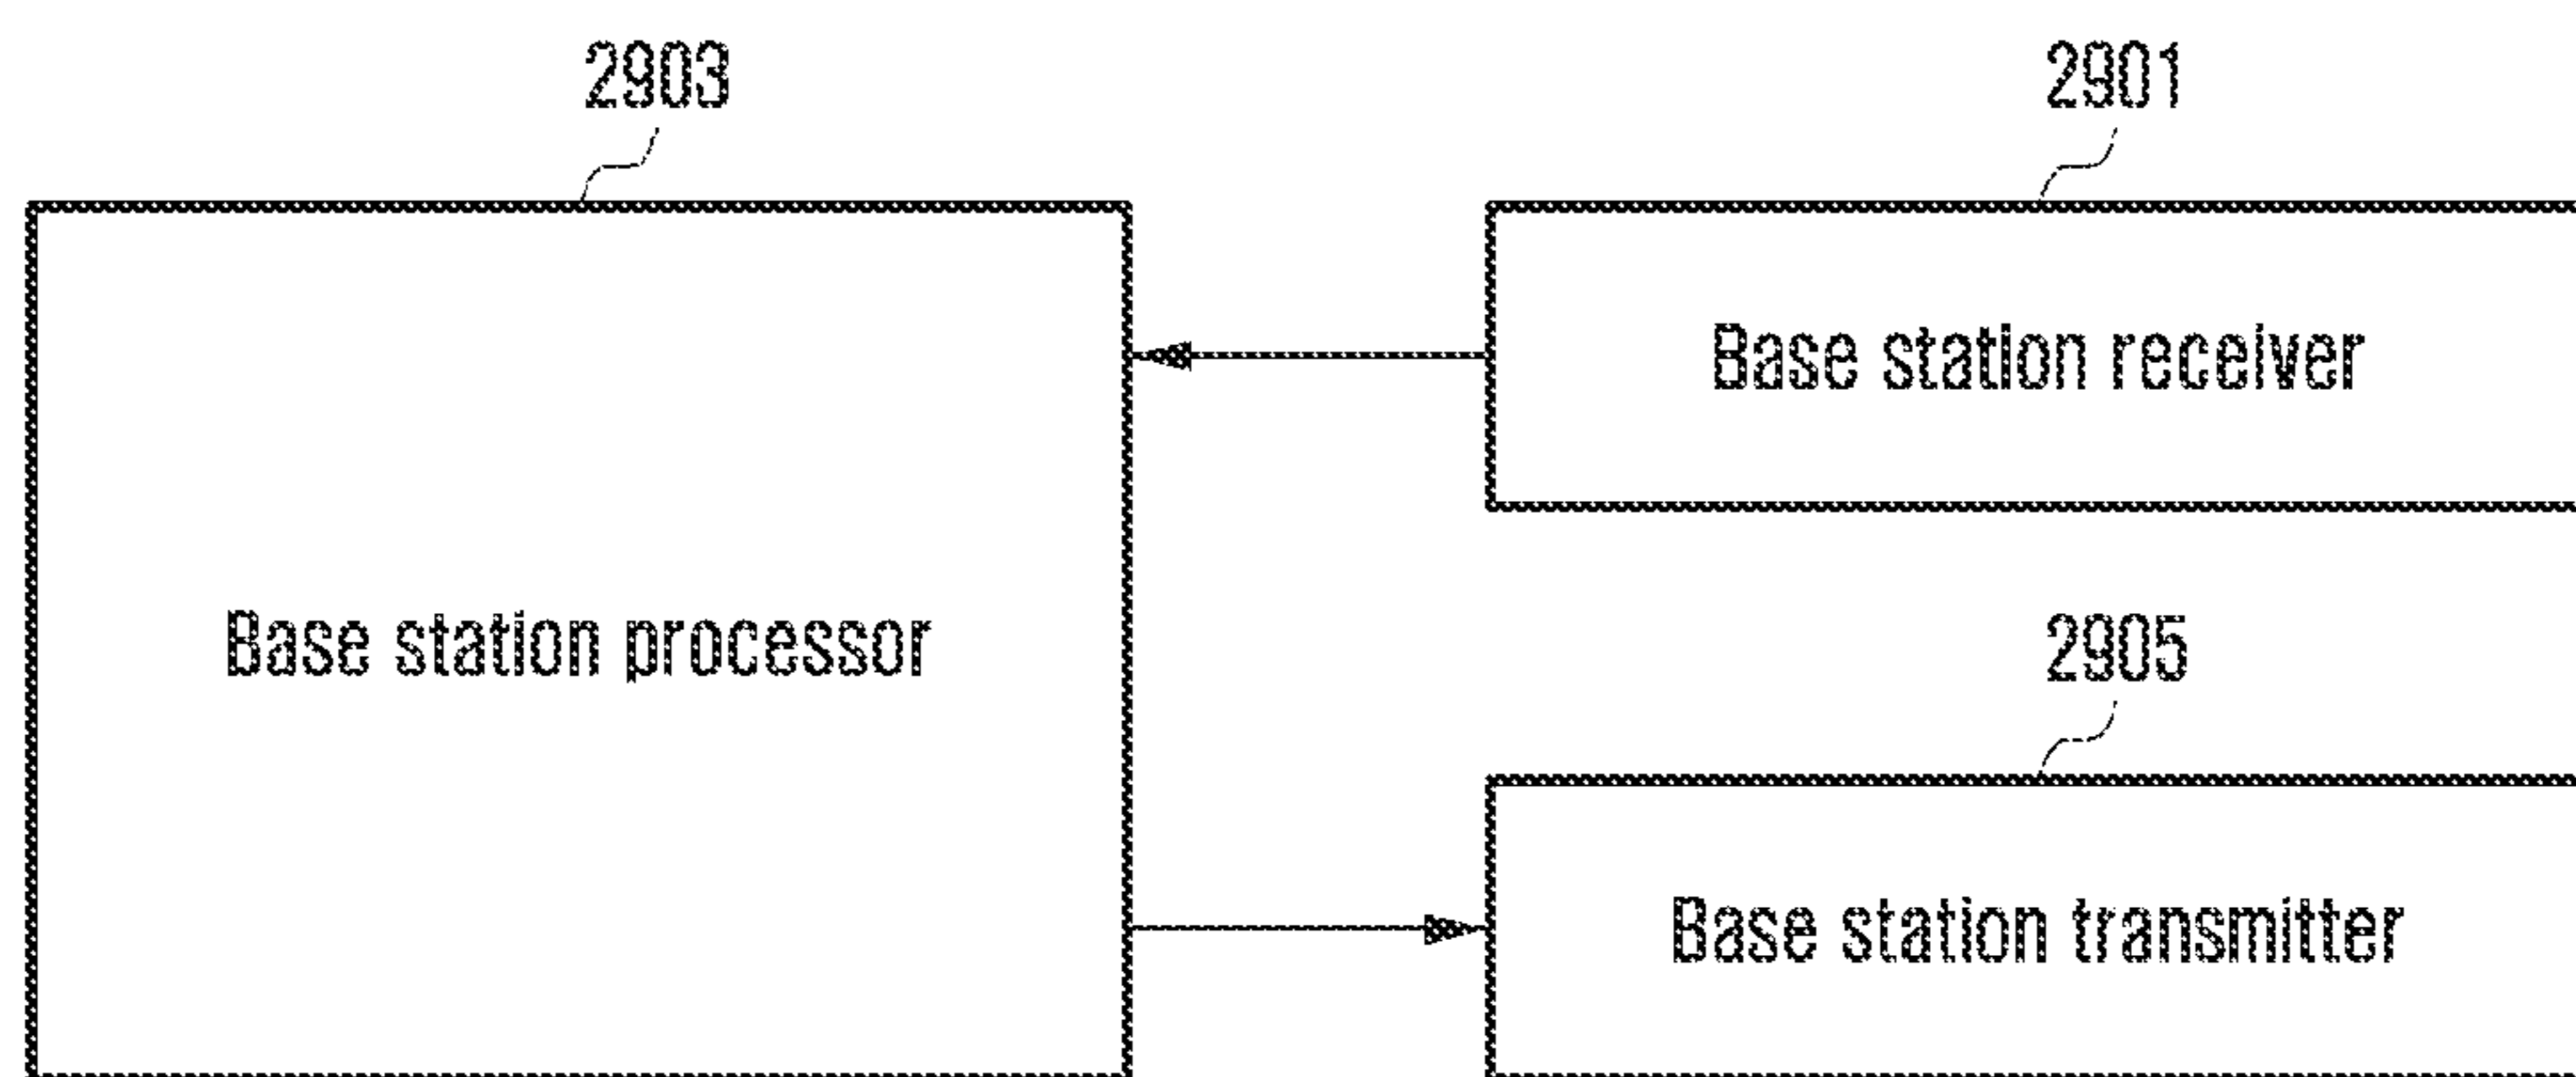 2903
2901
Base station receiver
Base station processor
2905
Base station transmitter